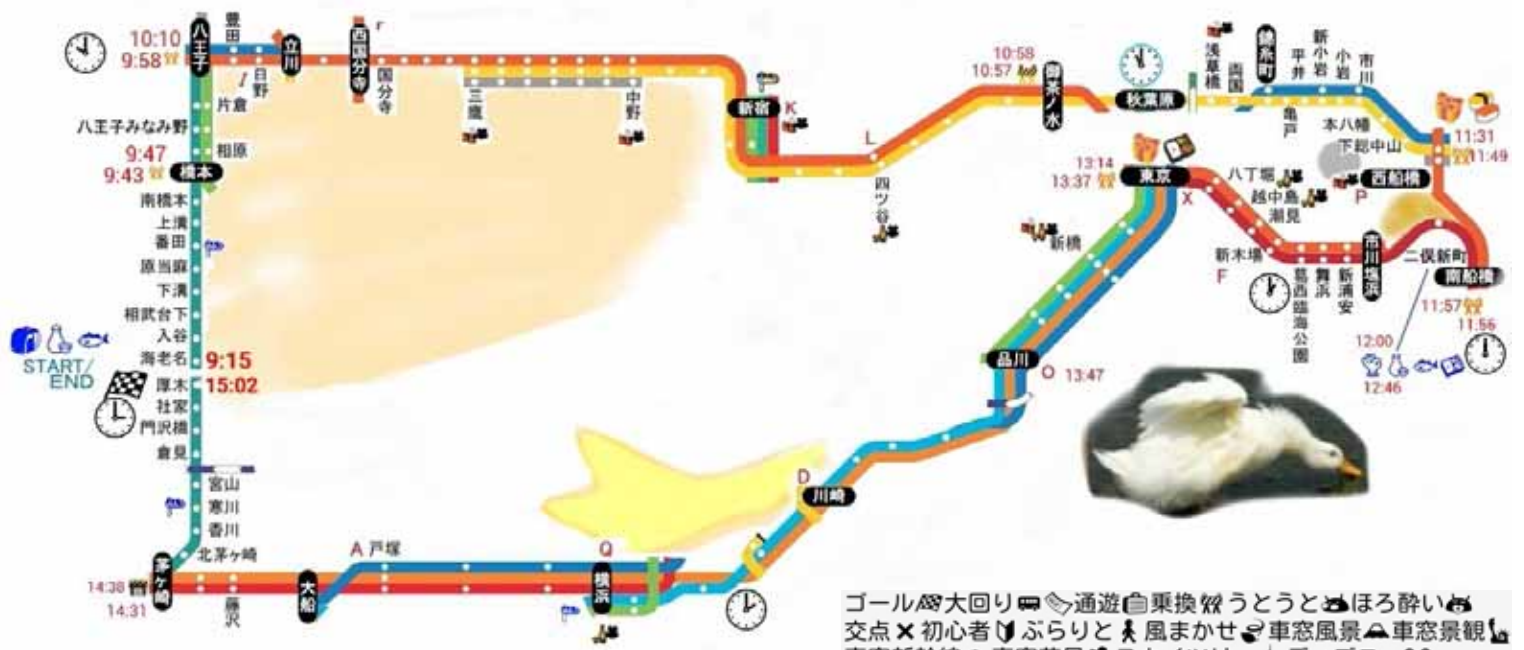 10:10
9:58
八王子
豊田
日野
立川
西国分寺
r
国分寺
三鷹
中野
新宿
K
L
四ツ谷
10:58
10:57
御茶ノ水
秋葉原
浅草橋
両国
錦糸町
亀戸
平井
新小岩
小岩
市川
本八幡
下総中山
西船橋
P
11:31
11:49
片倉
八王子みなみ野
相原
9:47
9:43
橋本
南橋本
上溝
番田
原当麻
下溝
相武台下
入谷
海老名
9:15
START/
END
厚木
15:02
社家
門沢橋
倉見
宮山
寒川
香川
北茅ヶ崎
茅ヶ崎
14:38
14:31
藤沢
大船
A
戸塚
Q
横浜
D
川崎
品川
O
13:47
新橋
13:14
13:37
東京
X
八丁堀
越中島
潮見
新木場
F
葛西臨海公園
舞浜
新浦安
市川塩浜
二俣新町
南船橋
11:57
11:56
12:00
12:46
ゴール 大回り 通遊 乗換 うとうと ほろ酔い
交点 初心者 ぶらりと 風まかせ 車窓風景 車窓景観